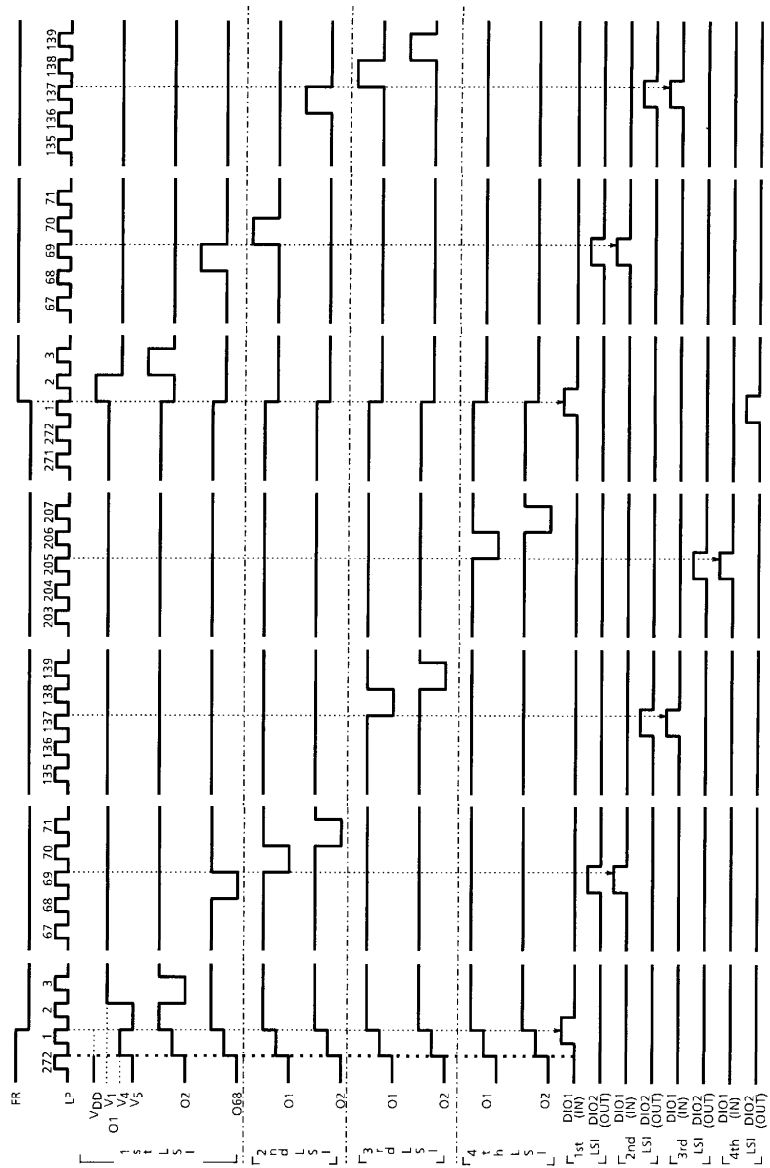 FR
LP 272 1 2 3 67 68 69 70 71 135 136 137 138 139 203 204 205 206 207 271 272 1 2 3 67 68 69 70 71 135 136 137 138 139
VDD
V1
O1
V4
V5
O2
O68
1st LSI
O1
O2
2nd LSI
O1
O2
3rd LSI
O1
O2
4th LSI
1st LSI
DIO1 (IN)
DIO2 (OUT)
2nd LSI
DIO1 (IN)
DIO2 (OUT)
3rd LSI
DIO1 (IN)
DIO2 (OUT)
4th LSI
DIO1 (IN)
DIO2 (OUT)